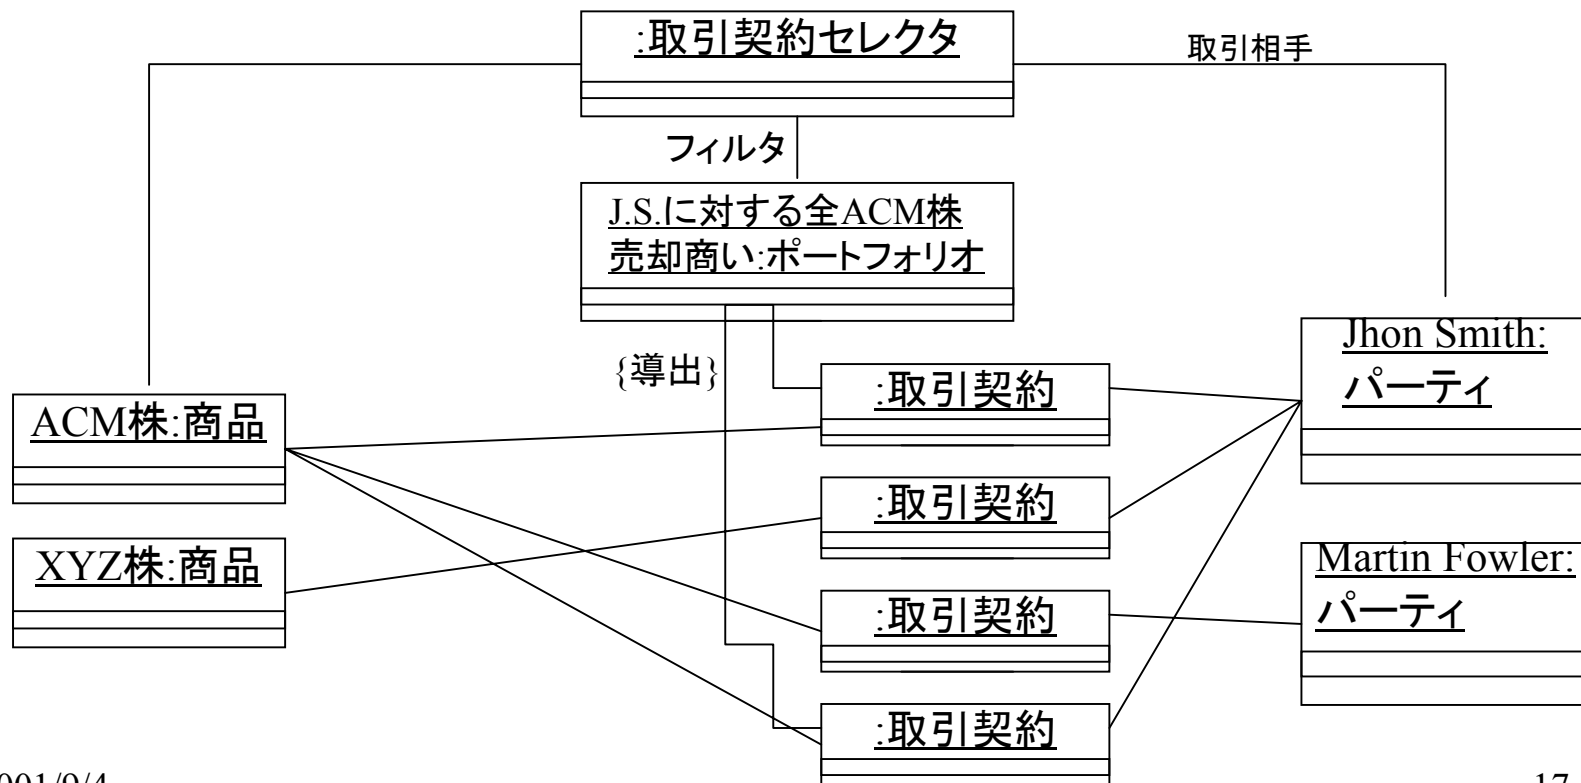 :取引契約セレクタ
取引相手
フィルタ
J.S.に対する全ACM株
売却商い:ポートフォリオ
{導出}
Jhon Smith:
パーティ
ACM株:商品
:取引契約
:取引契約
XYZ株:商品
Martin Fowler:
パーティ
:取引契約
:取引契約
001/9/4
17